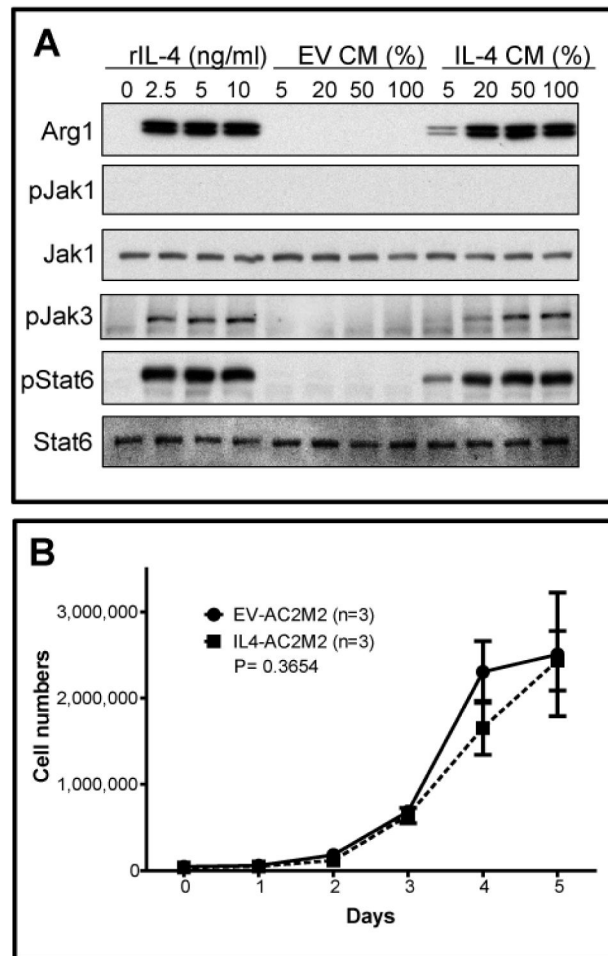 A
rIL-4 (ng/ml) EV CM (%) IL-4 CM (%)
0 2.5 5 10 5 20 50 100 5 20 50 100
Arg1
pJak1
Jak1
pJak3
pStat6
Stat6
B
3,000,000
2,000,000
1,000,000
0
Cell numbers
EV-AC2M2 (n=3)
IL4-AC2M2 (n=3)
P= 0.3654
0 1 2 3 4 5
Days